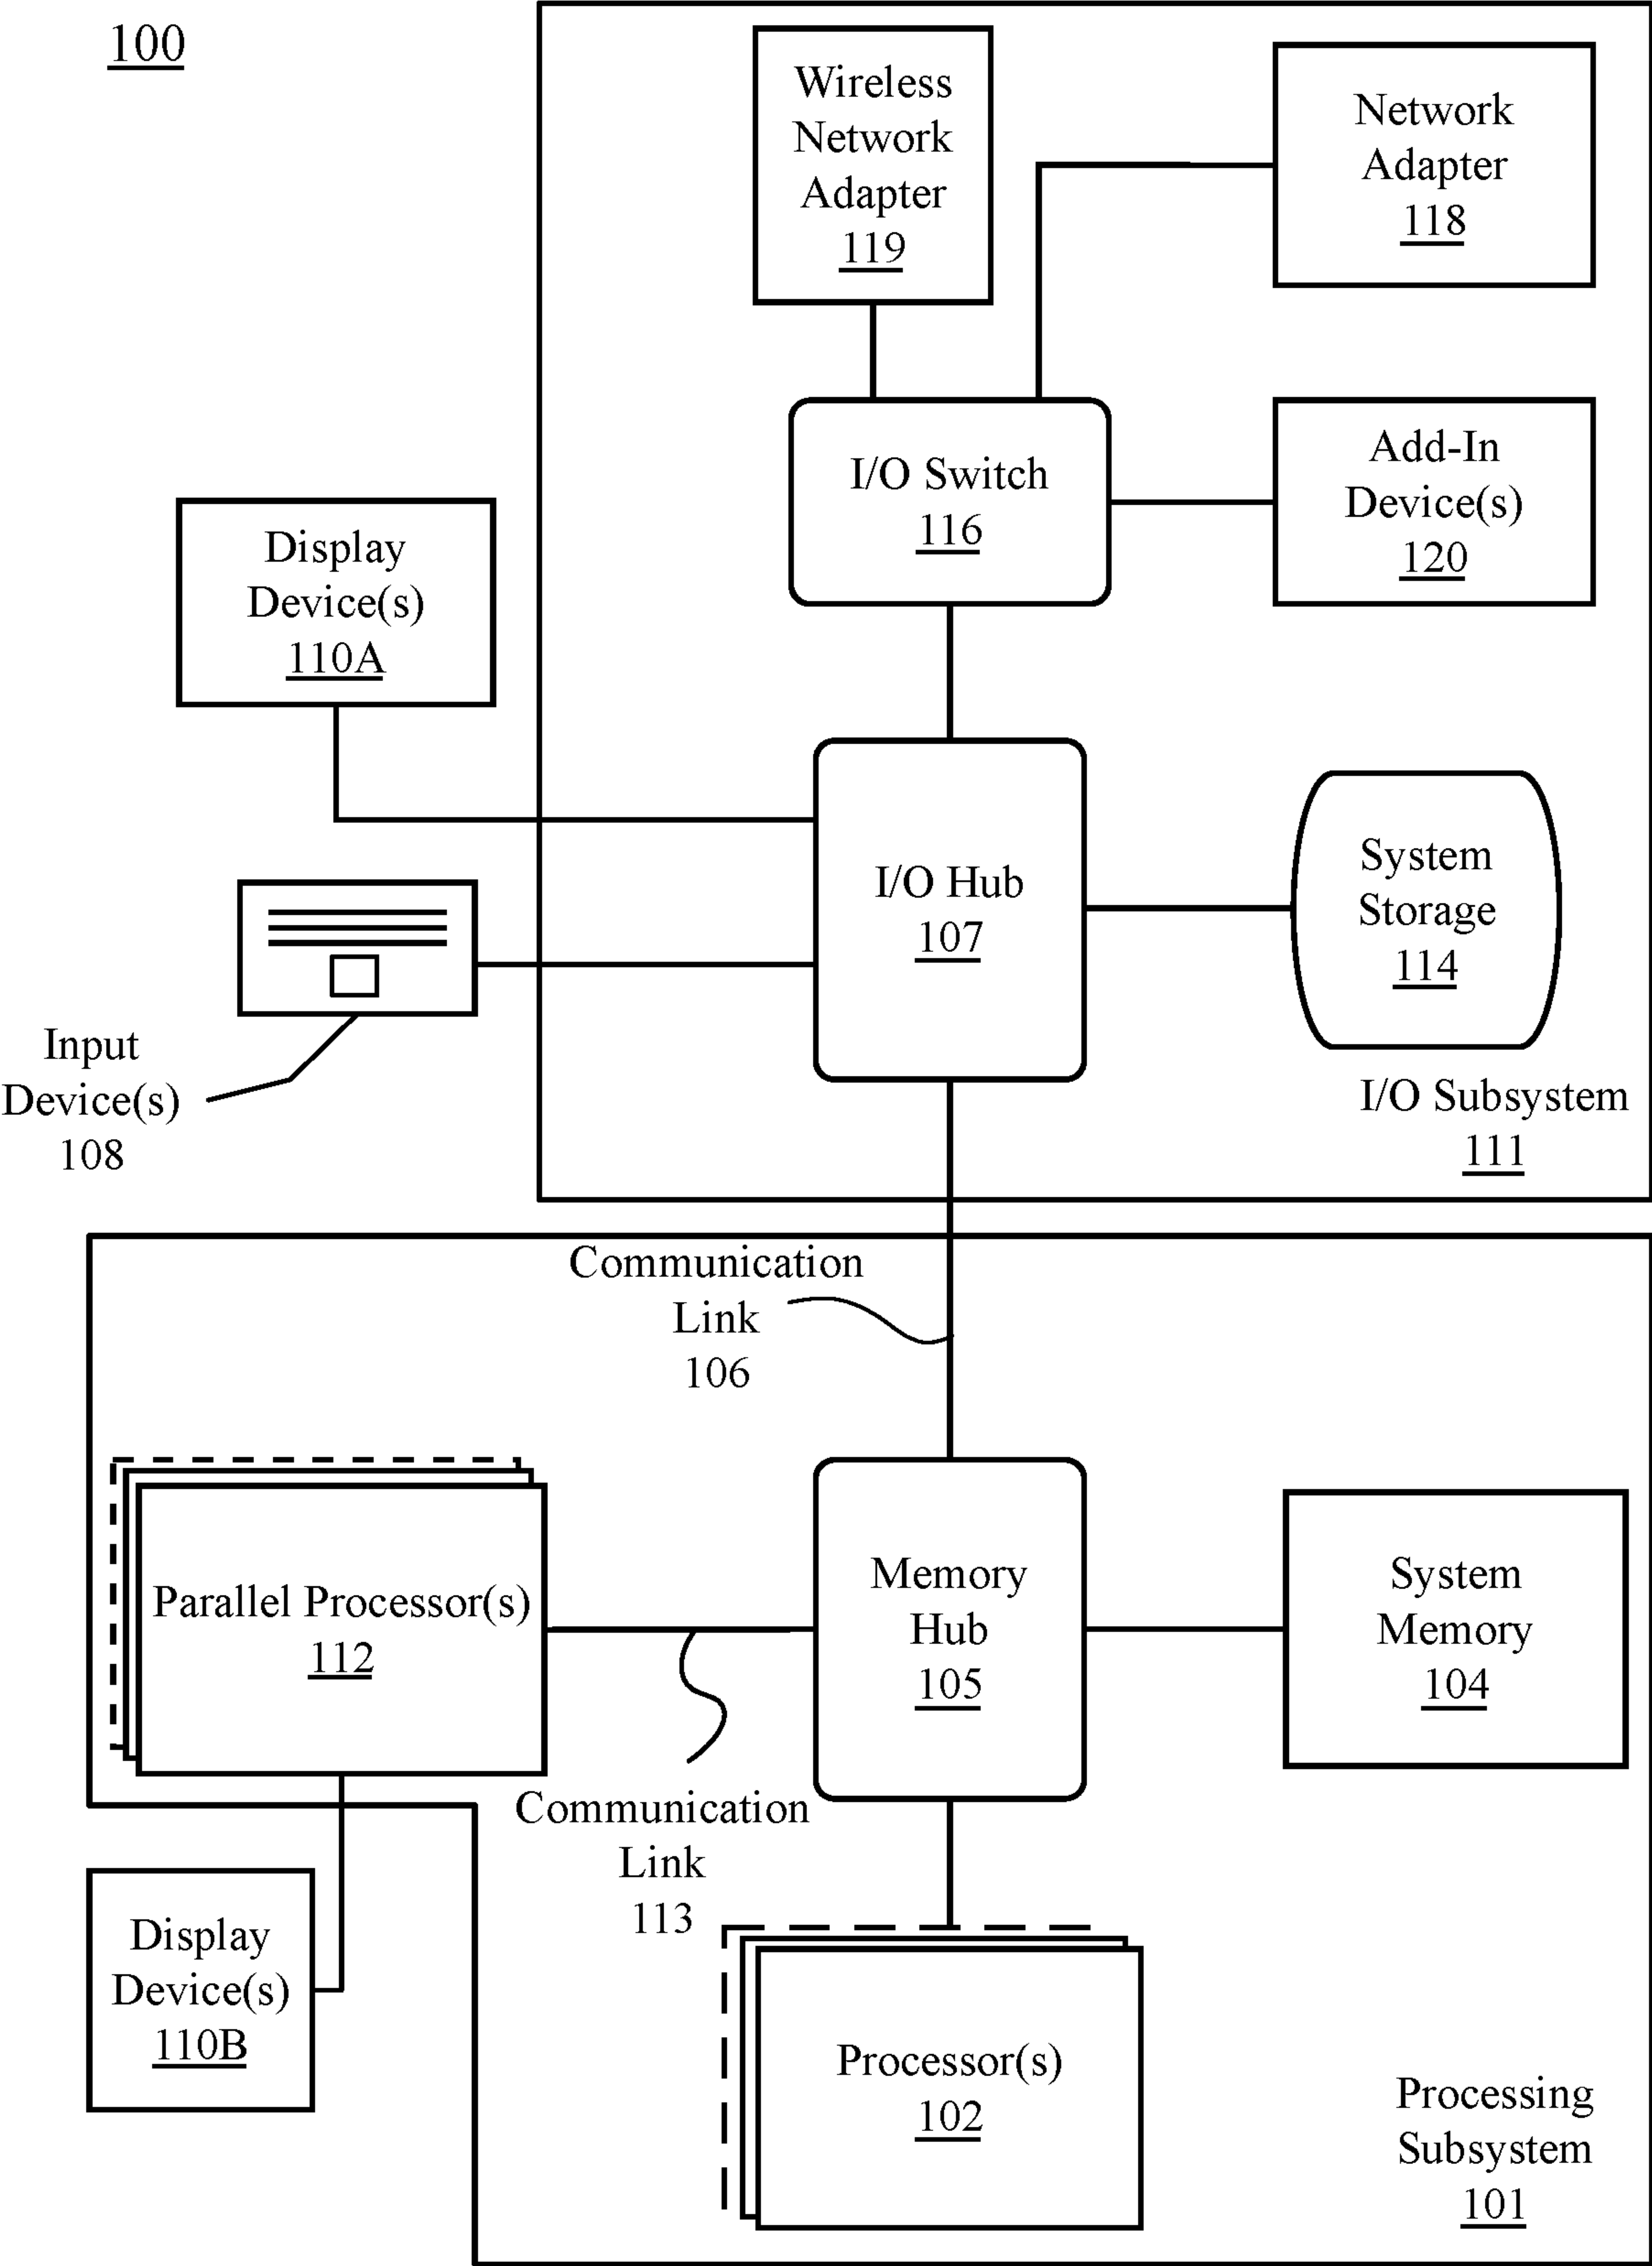 100
Wireless
Network
Adapter
119
Network
Adapter
118
I/O Switch
116
Add-In
Device(s)
120
Display
Device(s)
110A
I/O Hub
107
System
Storage
114
Input
Device(s)
108
I/O Subsystem
111
Communication
Link
106
Parallel Processor(s)
112
Memory
Hub
105
System
Memory
104
Communication
Link
113
Display
Device(s)
110B
Processor(s)
102
Processing
Subsystem
101